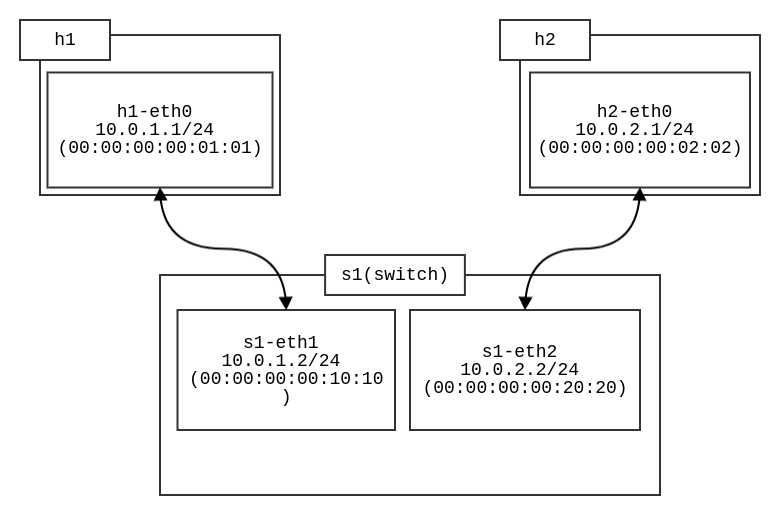 h1
h2
h1-eth0
10.0.1.1/24
(00:00:00:00:01:01)
h2-eth0
10.0.2.1/24
(00:00:00:00:02:02)
s1(switch)
s1-eth1
10.0.1.2/24
(00:00:00:00:10:10
)
s1-eth2
10.0.2.2/24
(00:00:00:00:20:20)